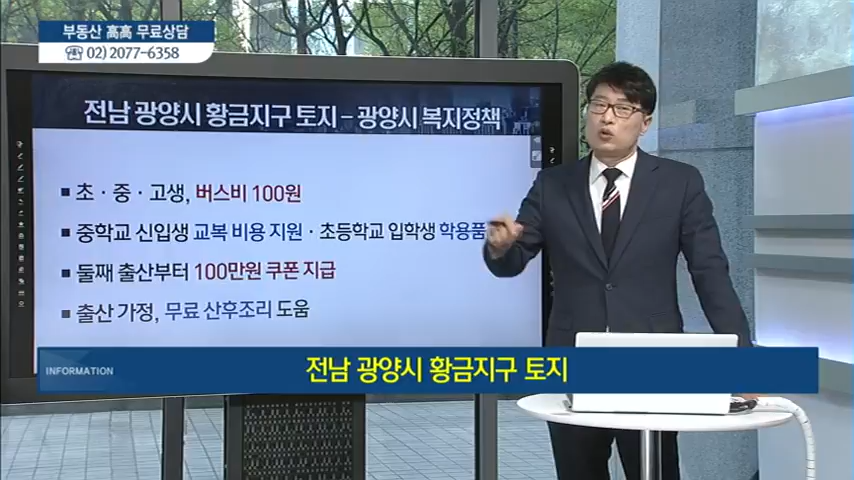 부동산 高高 무료상담
☎ 02) 2077-6358
전남 광양시 황금지구 토지 – 광양시 복지정책
■ 초·중·고생, 버스비 100원
■ 중학교 신입생 교복 비용 지원·초등학교 입학생 학용품
■ 둘째 출산부터 100만원 쿠폰 지급
■ 출산 가정, 무료 산후조리 도움
INFORMATION
전남 광양시 황금지구 토지